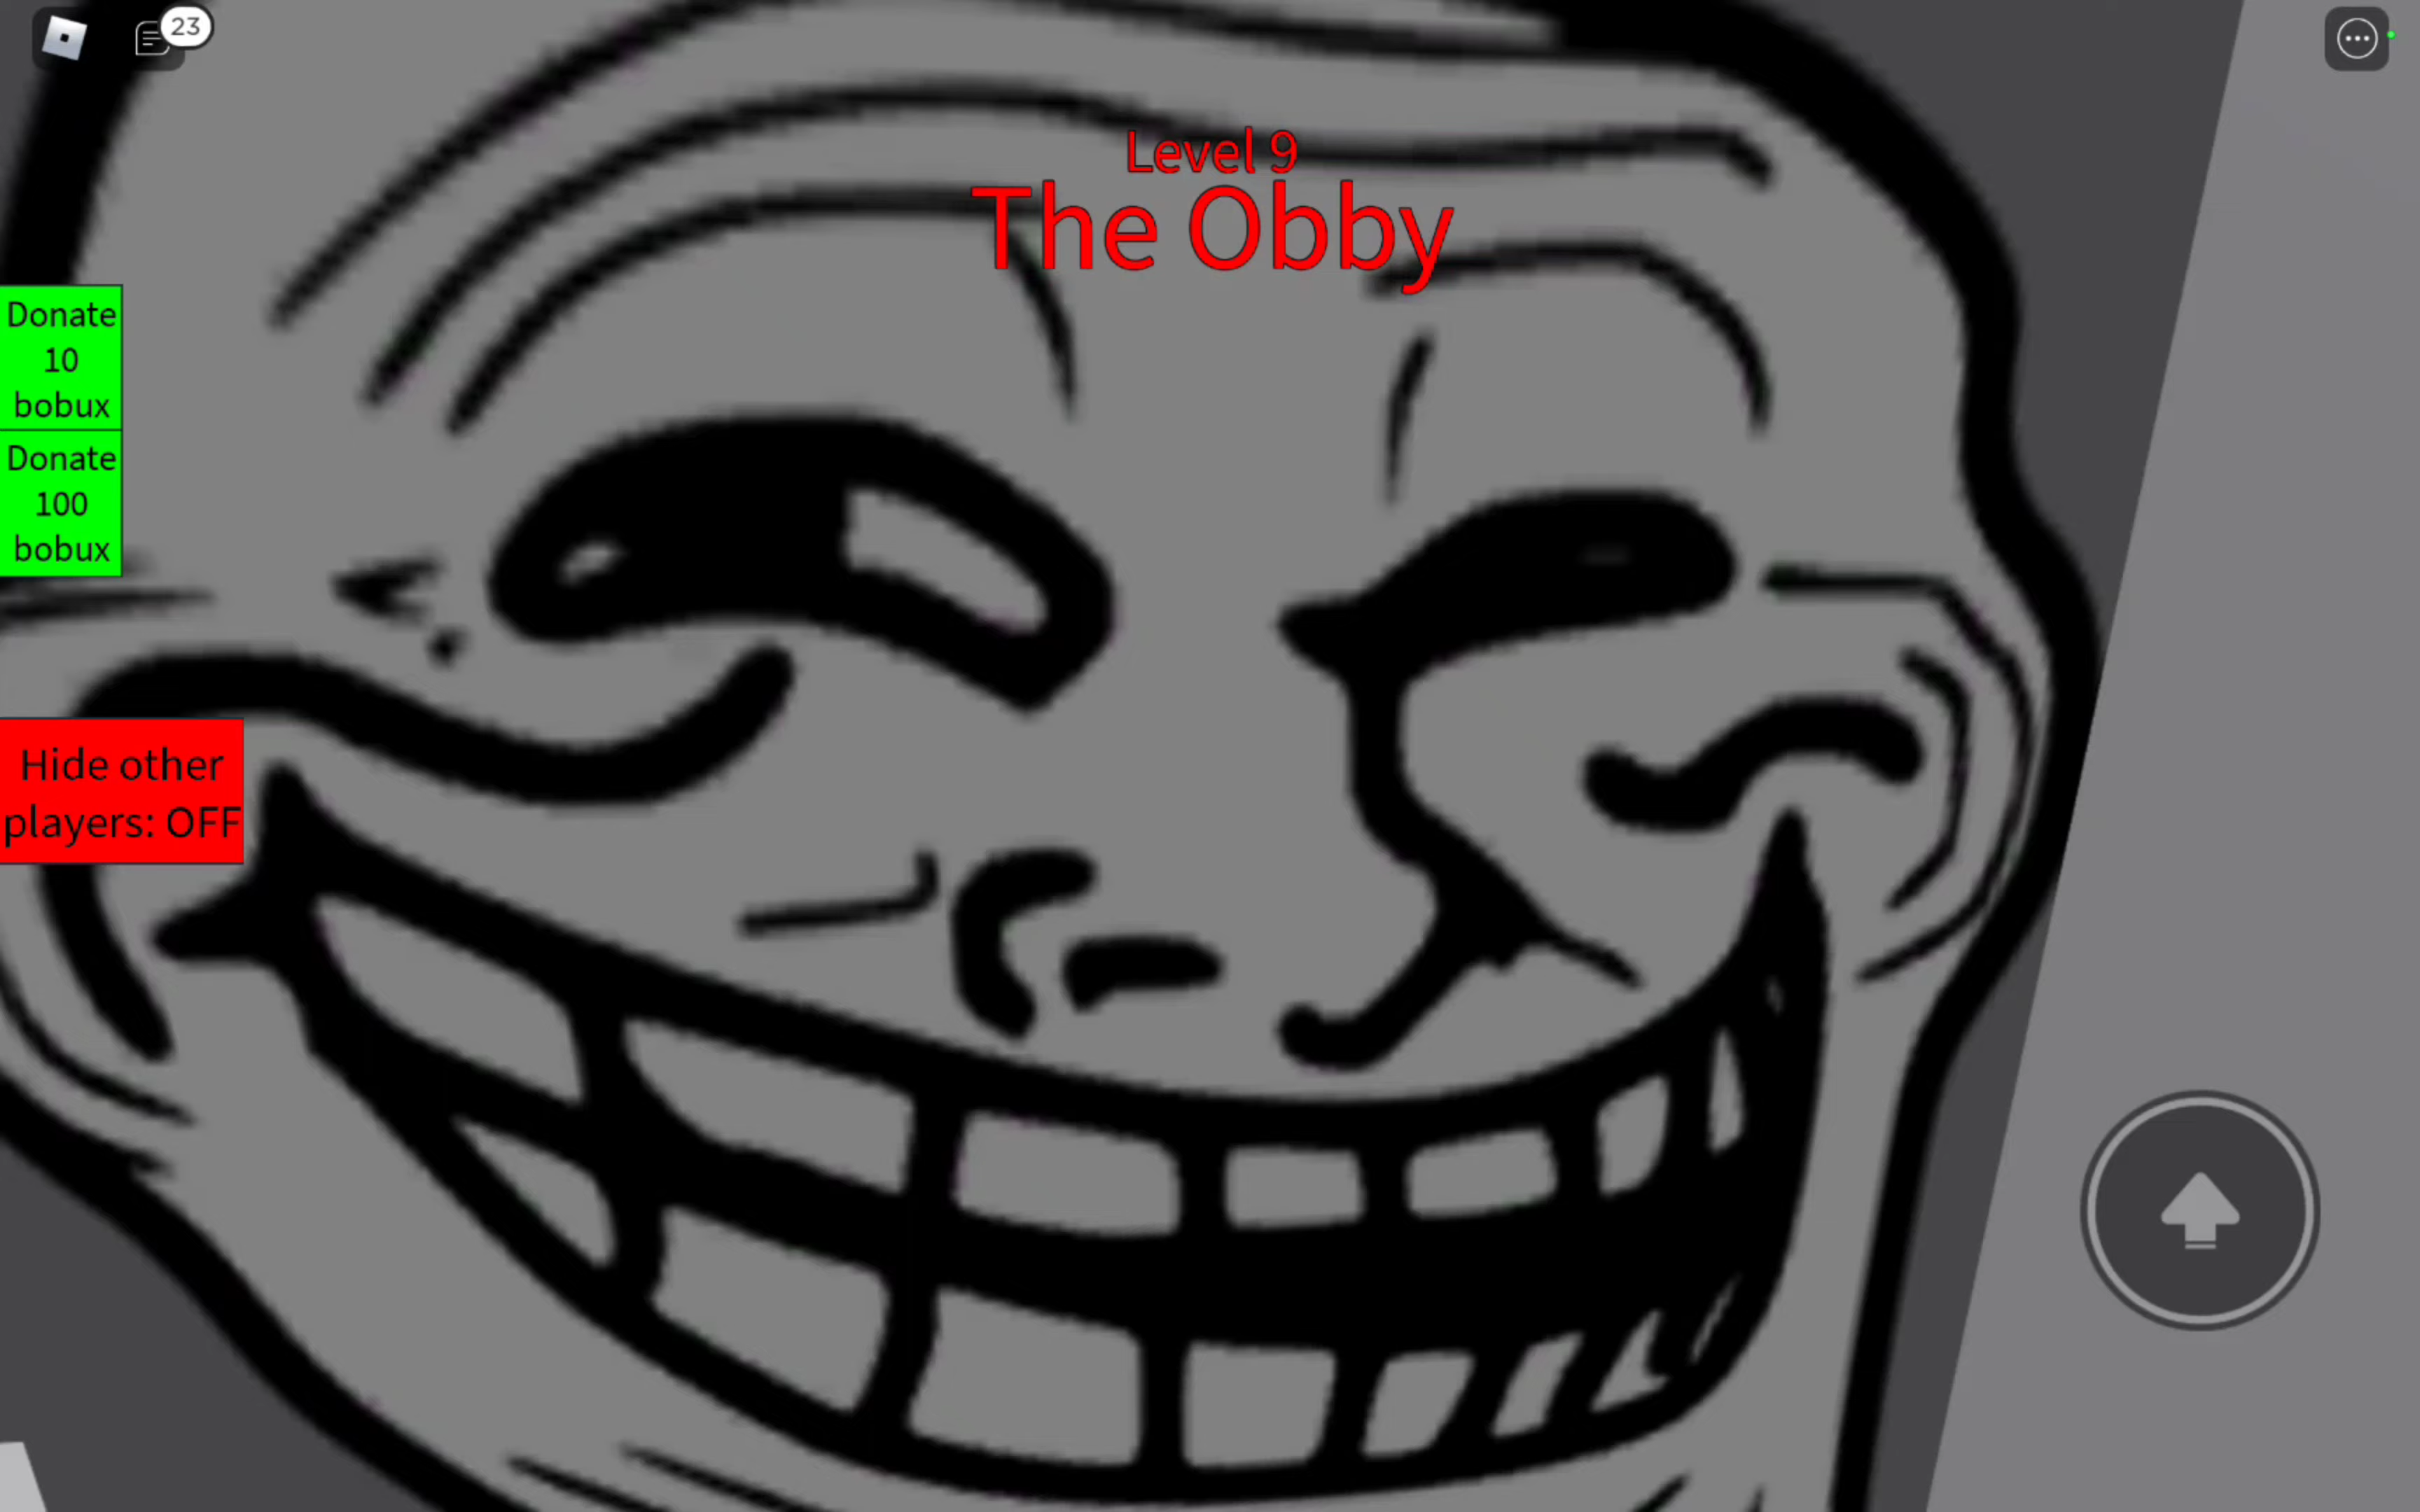 23
Level 9
The Obby
Donate
10
bobux
Donate
100
bobux
Hide other
players: OFF